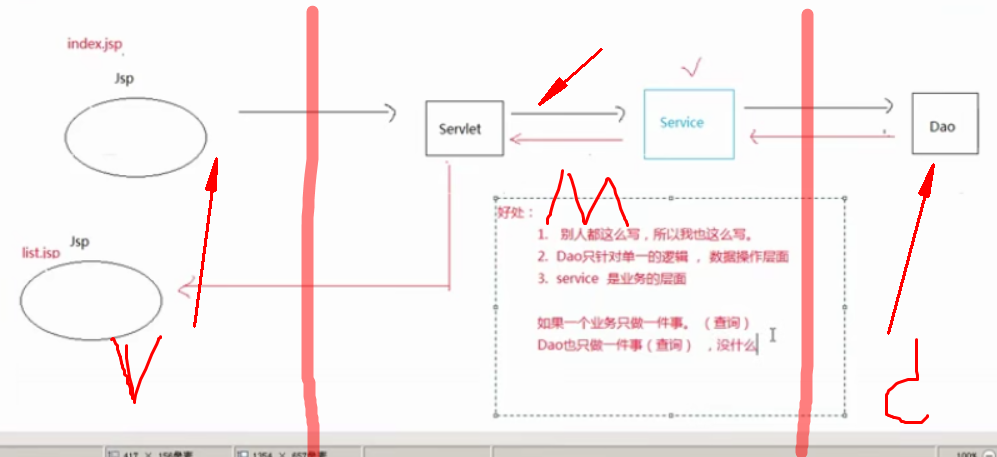 index.jsp
Jsp
Servlet
Service
Dao
M
好处：
1. 别人都这么写，所以我也这么写。
2. Dao只针对单一的逻辑 ， 数据操作层面
3. service 是业务的层面
如果一个业务只做一件事。（查询）
Dao也只做一件事（查询） ，没什么
Jsp
list.jsp
V
d
417 × 156像素
1354 × 657像素
100%